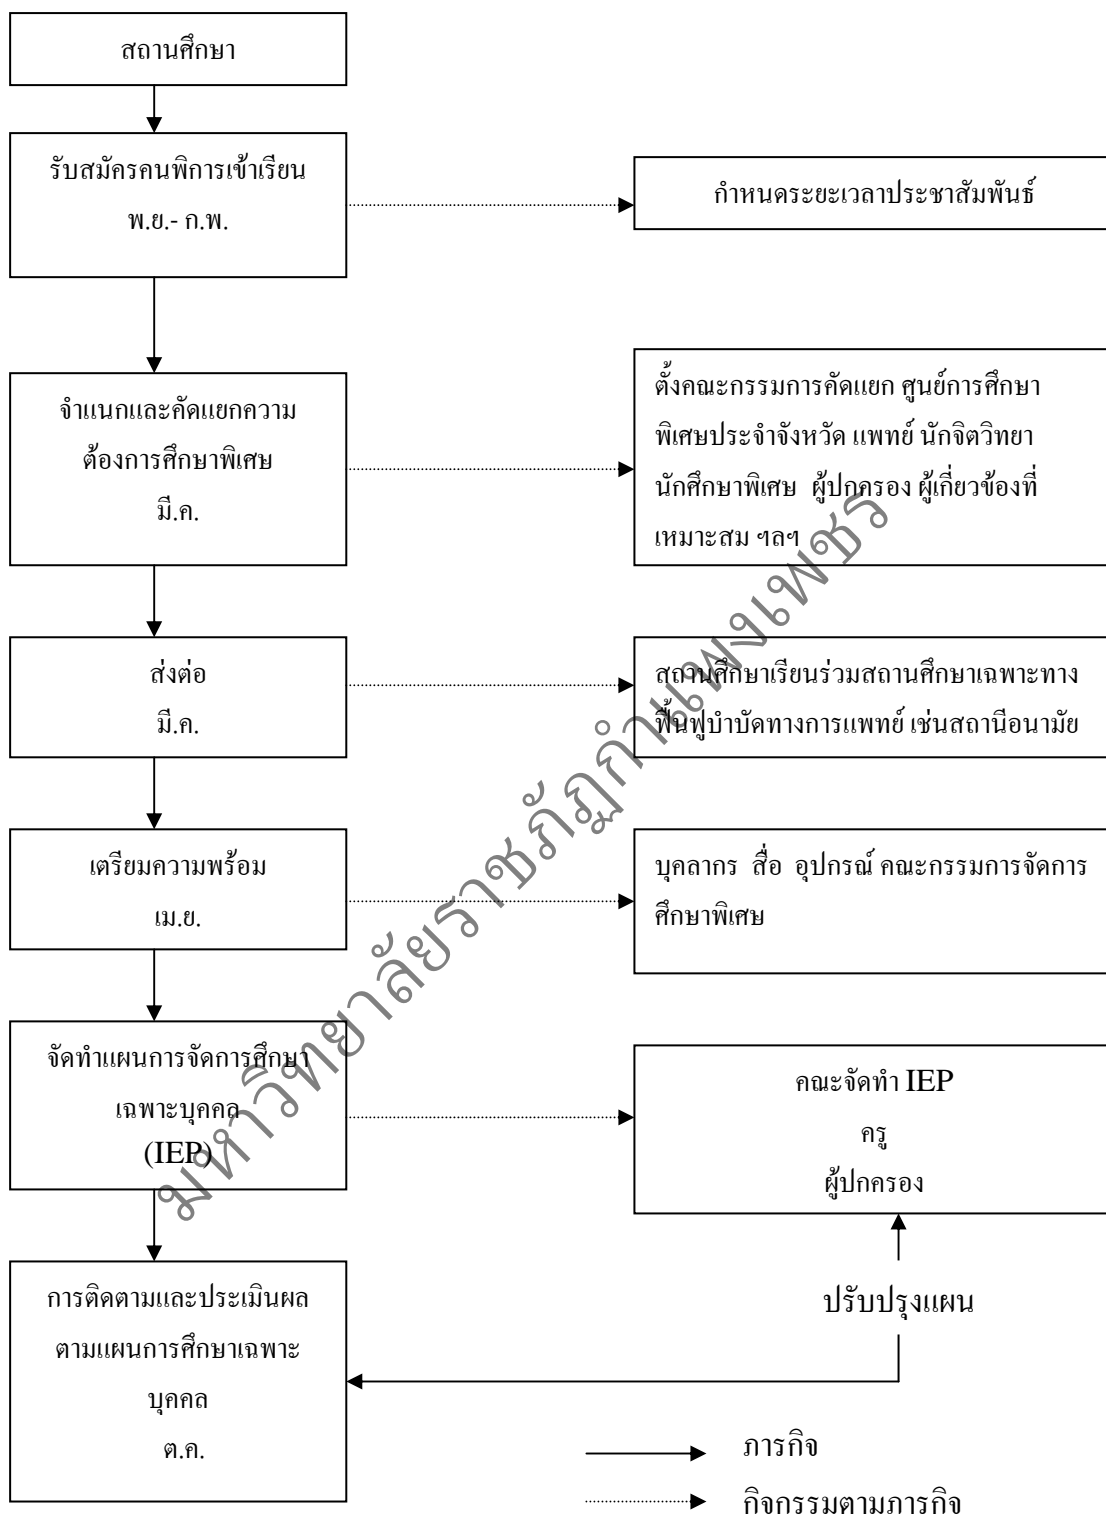 สถานศึกษา
รับสมัครคนพิการเข้าเรียน
พ.ย.- ก.พ.
กำหนดระยะเวลาประชาสัมพันธ์
จำแนกและคัดแยกความ
ต้องการศึกษาพิเศษ
มี.ค.
ตั้งคณะกรรมการคัดแยก ศูนย์การศึกษา
พิเศษประจำจังหวัด แพทย์ นักจิตวิทยา
นักศึกษาพิเศษ ผู้ปกครอง ผู้เกี่ยวข้องที่
เหมาะสม ฯลฯ
ส่งต่อ
มี.ค.
สถานศึกษาเรียนร่วมสถานศึกษาเฉพาะทาง
ฟื้นฟูบำบัดทางการแพทย์ เช่นสถานีอนามัย
เตรียมความพร้อม
เม.ย.
บุคลากร สื่อ อุปกรณ์ คณะกรรมการจัดการ
ศึกษาพิเศษ
จัดทำแผนการจัดการศึกษา
เฉพาะบุคคล
(IEP)
คณะจัดทำ IEP
ครู
ผู้ปกครอง
การติดตามและประเมินผล
ตามแผนการศึกษาเฉพาะ
บุคคล
ต.ค.
ปรับปรุงแผน
ภารกิจ
กิจกรรมตามภารกิจ
มหาวิทยาลัยราชภัฏกำแพงเพชร